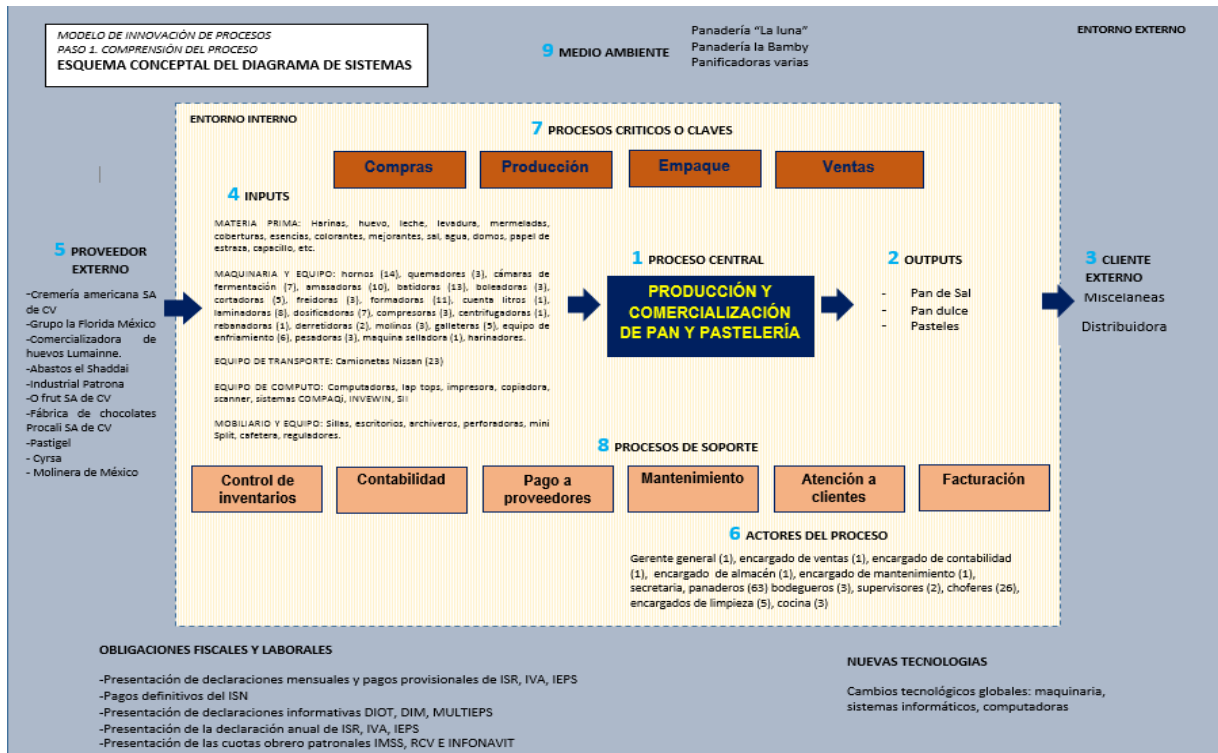 MODELO DE INNOVACIÓN DE PROCESOS
PASO 1. COMPRENSIÓN DEL PROCESO
ESQUEMA CONCEPTAL DEL DIAGRAMA DE SISTEMAS
9 MEDIO AMBIENTE
Panadería “La luna”
Panadería la Bamby
Panificadoras varias
ENTORNO EXTERNO
ENTORNO INTERNO
7 PROCESOS CRITICOS O CLAVES
Compras
Producción
Empaque
Ventas
5 PROVEEDOR
EXTERNO
-Cremería americana SA
de CV
-Grupo la Florida México
-Comercializadora de
huevos Lumainne.
-Abastos el Shaddai
-Industrial Patrona
-O frut SA de CV
-Fábrica de chocolates
Procali SA de CV
-Pastigel
- Cyrsa
- Molinera de México
4 INPUTS
MATERIA PRIMA: Harinas, huevo, leche, levadura, mermeladas,
coberturas, esencias, colorantes, mejorantes, sal, agua, domos, papel de
estraza, capacillo, etc.
MAQUINARIA Y EQUIPO: hornos (14), quemadores (3), cámaras de
fermentación (7), amasadoras (10), batidoras (13), boleadoras (3),
cortadoras (5), freidoras (3), formadoras (11), cuenta litros (1),
laminadoras (8), dosificadoras (7), compresoras (3), centrifugadoras (1),
rebanadoras (1), derretidoras (2), molinos (3), galleteras (5), equipo de
enfriamiento (6), pesadoras (3), maquina selladora (1), harinadores.
EQUIPO DE TRANSPORTE: Camionetas Nissan (23)
EQUIPO DE COMPUTO: Computadoras, lap tops, impresora, copiadora,
scanner, sistemas COMPAQi, INVEWIN, SII
MOBILIARIO Y EQUIPO: Sillas, escritorios, archiveros, perforadoras, mini
Split, cafetera, reguladores.
1 PROCESO CENTRAL
PRODUCCIÓN Y
COMERCIALIZACIÓN
DE PAN Y PASTELERÍA
2 OUTPUTS
- Pan de Sal
- Pan dulce
- Pasteles
3 CLIENTE
EXTERNO
Misceláneas
Distribuidora
8 PROCESOS DE SOPORTE
Control de
inventarios
Contabilidad
Pago a
proveedores
Mantenimiento
Atención a
clientes
Facturación
6 ACTORES DEL PROCESO
Gerente general (1), encargado de ventas (1), encargado de contabilidad
(1), encargado de almacén (1), encargado de mantenimiento (1),
secretaria, panaderos (63) bodegueros (3), supervisores (2), choferes (26),
encargados de limpieza (5), cocina (3)
OBLIGACIONES FISCALES Y LABORALES
-Presentación de declaraciones mensuales y pagos provisionales de ISR, IVA, IEPS
-Pagos definitivos del ISN
-Presentación de declaraciones informativas DIOT, DIM, MULTIEPS
-Presentación de la declaración anual de ISR, IVA, IEPS
-Presentación de las cuotas obrero patronales IMSS, RCV E INFONAVIT
NUEVAS TECNOLOGIAS
Cambios tecnológicos globales: maquinaria,
sistemas informáticos, computadoras